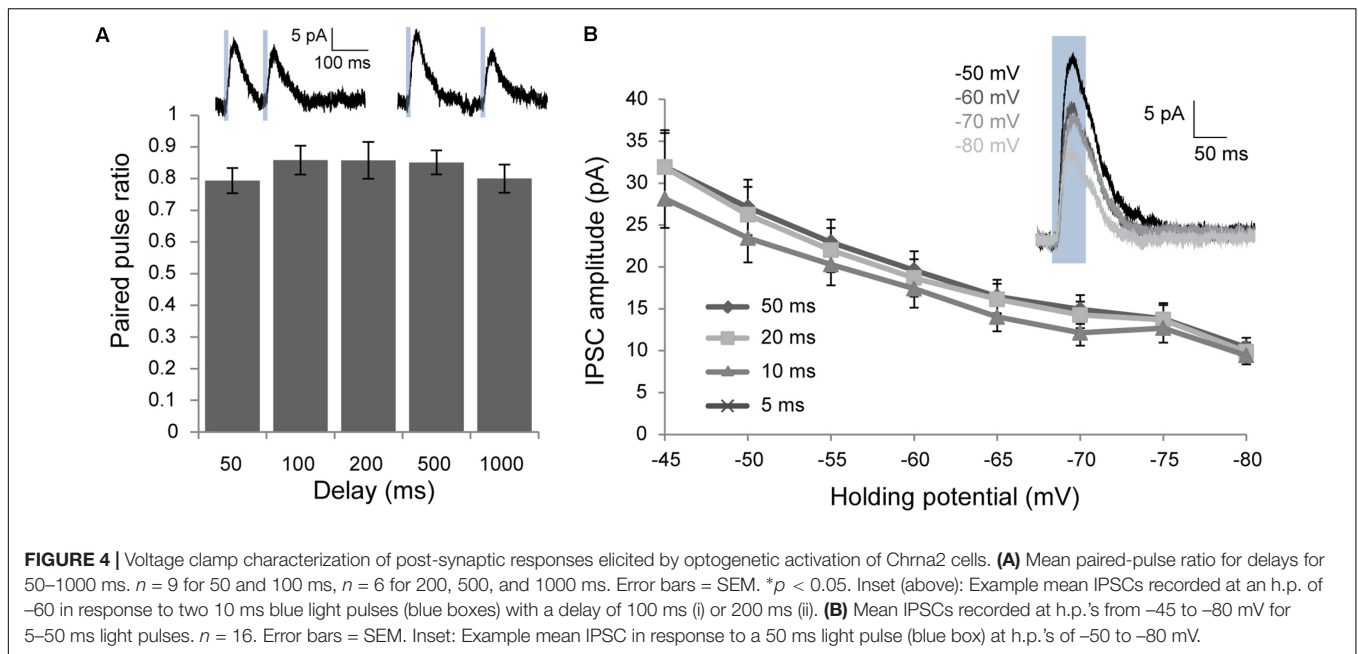 A
5 pA
100 ms
Paired pulse ratio
1
0.9
0.8
0.7
0.6
0.5
0.4
0.3
0.2
0.1
0
50 100 200 500 1000
Delay (ms)
B
-50 mV
-60 mV
-70 mV
-80 mV
5 pA
50 ms
IPSC amplitude (pA)
40
35
30
25
20
15
10
5
0
50 ms
20 ms
10 ms
5 ms
-45 -50 -55 -60 -65 -70 -75 -80
Holding potential (mV)
FIGURE 4 | Voltage clamp characterization of post-synaptic responses elicited by optogenetic activation of Chrna2 cells. (A) Mean paired-pulse ratio for delays for
50–1000 ms. n = 9 for 50 and 100 ms, n = 6 for 200, 500, and 1000 ms. Error bars = SEM. *p < 0.05. Inset (above): Example mean IPSCs recorded at an h.p. of
–60 in response to two 10 ms blue light pulses (blue boxes) with a delay of 100 ms (i) or 200 ms (ii). (B) Mean IPSCs recorded at h.p.'s from –45 to –80 mV for
5–50 ms light pulses. n = 16. Error bars = SEM. Inset: Example mean IPSC in response to a 50 ms light pulse (blue box) at h.p.'s of –50 to –80 mV.